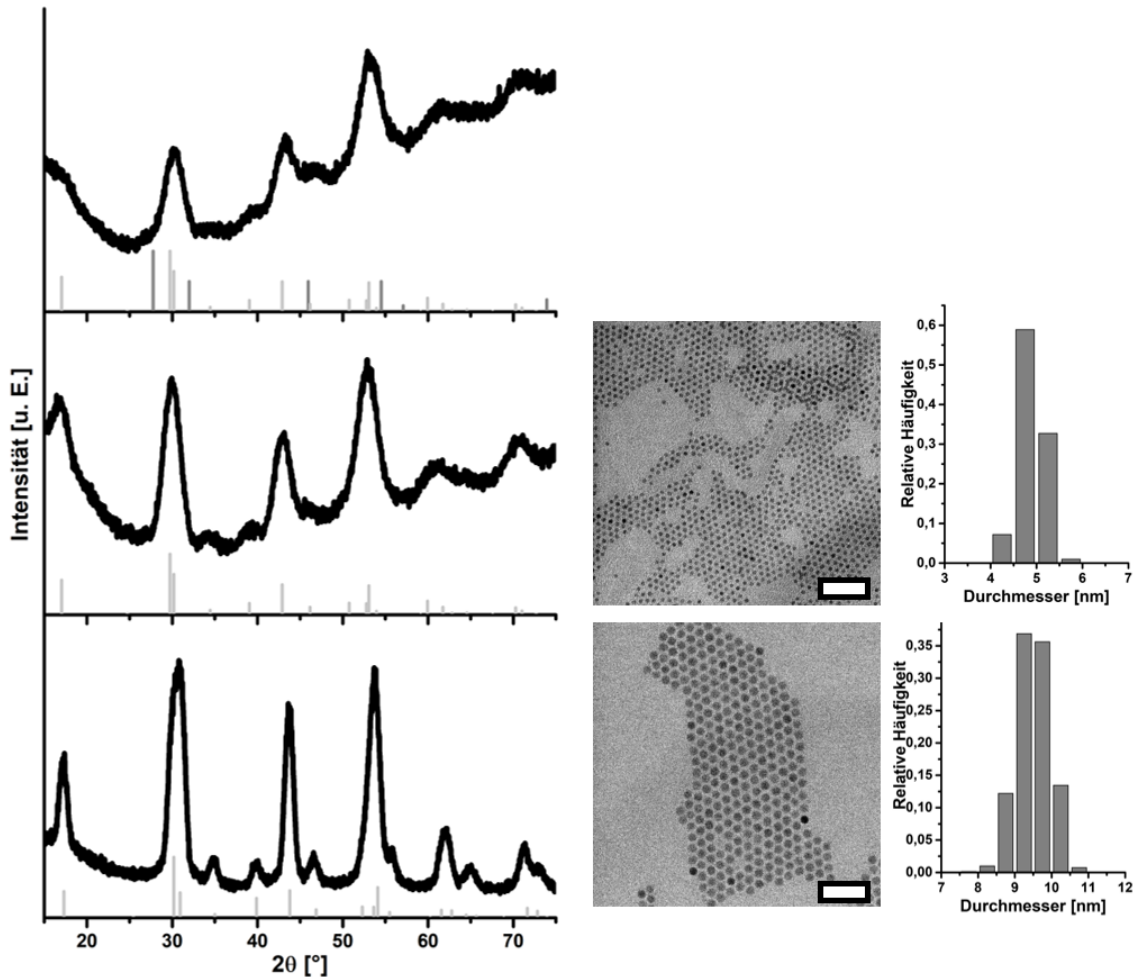 Intensität [u. E.]
20 30 40 50 60 70
2θ [°]
Relative Häufigkeit
0,6
0,5
0,3
0,2
0,1
0,0
3 4 5 6 7
Durchmesser [nm]
Relative Häufigkeit
0,35
0,30
0,25
0,20
0,15
0,10
0,05
0,00
7 8 9 10 11 12
Durchmesser [nm]